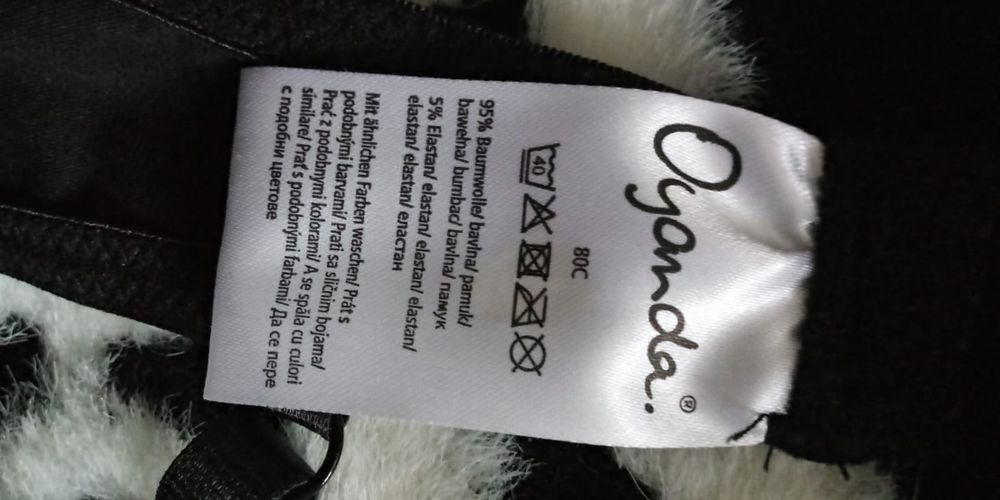 Oyanda.®
80C
40
95% Baumwolle/ bavlna/ pamuk/
bawełna/ bumbac/ bavlna/ памук
5% Elastan/ elastan/ elastan/ elastan/
elastan/ elastan/ еластан
Mit ähnlichen Farben waschen/ Prát s
podobnými barvami/ Prati sa sličnim bojama/
Prać z podobnymi kolorami/ A se spăla cu culori
similare/ Prať s podobnými farbami/ Да се пере
с подобни цветове